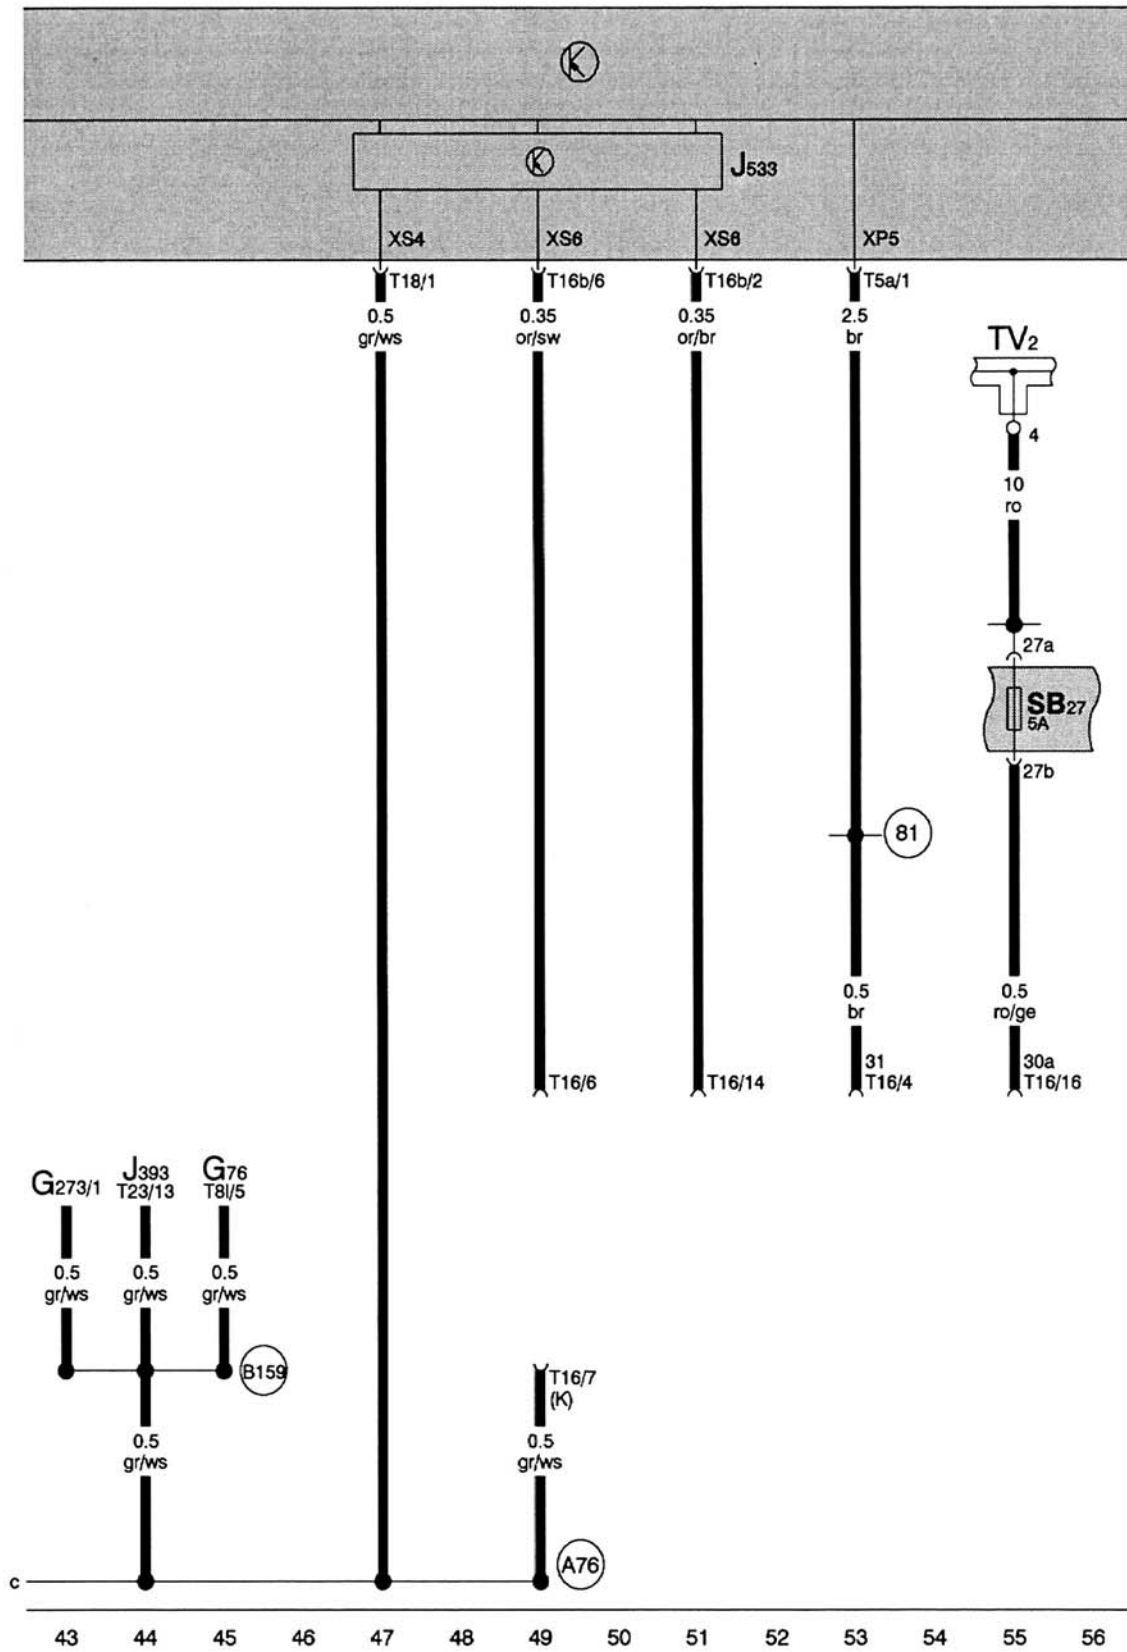 K
K
J533
XS4 XS6 XS6 XP5
T18/1 T16b/6 T16b/2 T5a/1
0.5 0.35 0.35 2.5
gr/ws or/sw or/br br
TV2
4
10
ro
27a
SB27
5A
27b
81
0.5 0.5
br ro/ge
31 30a
T16/6 T16/14 T16/4 T16/16
G273/1 J393 G76
T23/13 T8l/5
0.5 0.5 0.5
gr/ws gr/ws gr/ws
B159
T16/7
(K)
0.5 0.5
gr/ws gr/ws
A76
c
43 44 45 46 47 48 49 50 51 52 53 54 55 56